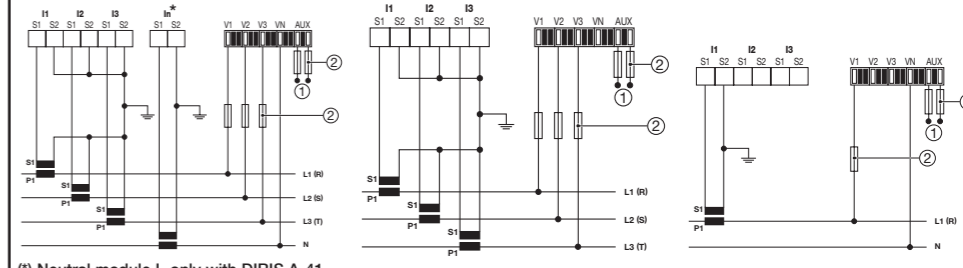 I1 I2 I3 In*
S1 S2 S1 S2 S1 S2 S1 S2 V1 V2 V3 VN AUX
2
1
2
S1
P1
L1 (R)
S1
P1
L2 (S)
S1
P1
L3 (T)
N
I1 I2 I3
S1 S2 S1 S2 S1 S2 V1 V2 V3 VN AUX
2
1
2
S1
P1
L1 (R)
S1
P1
L2 (S)
S1
P1
L3 (T)
I1 I2 I3
S1 S2 S1 S2 S1 S2 V1 V2 V3 VN AUX
1
2
S1
P1
L1 (R)
N
(*) Neutral module I only with DIRIS A 41